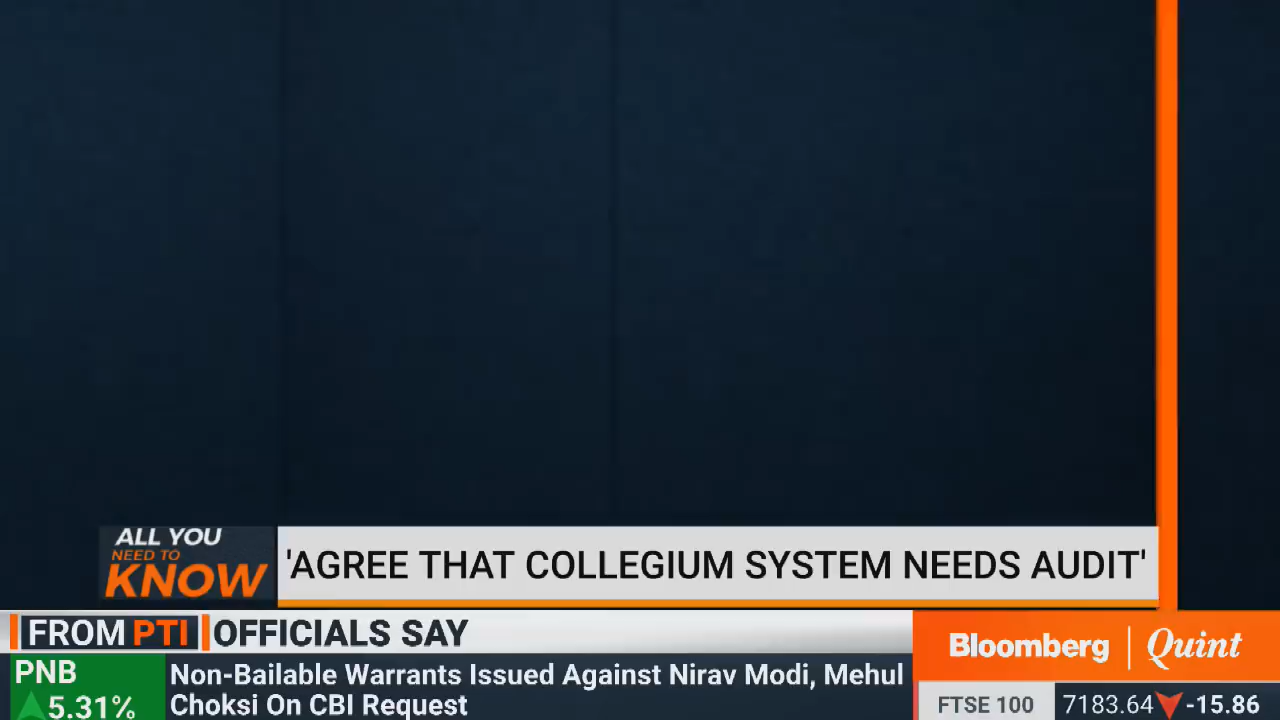 ALL YOU
NEED TO
KNOW
'AGREE THAT COLLEGIUM SYSTEM NEEDS AUDIT'
FROM PTI OFFICIALS SAY
Bloomberg | Quint
PNB
5.31%
Non-Bailable Warrants Issued Against Nirav Modi, Mehul
Choksi On CBI Request
FTSE 100 7183.64 -15.86